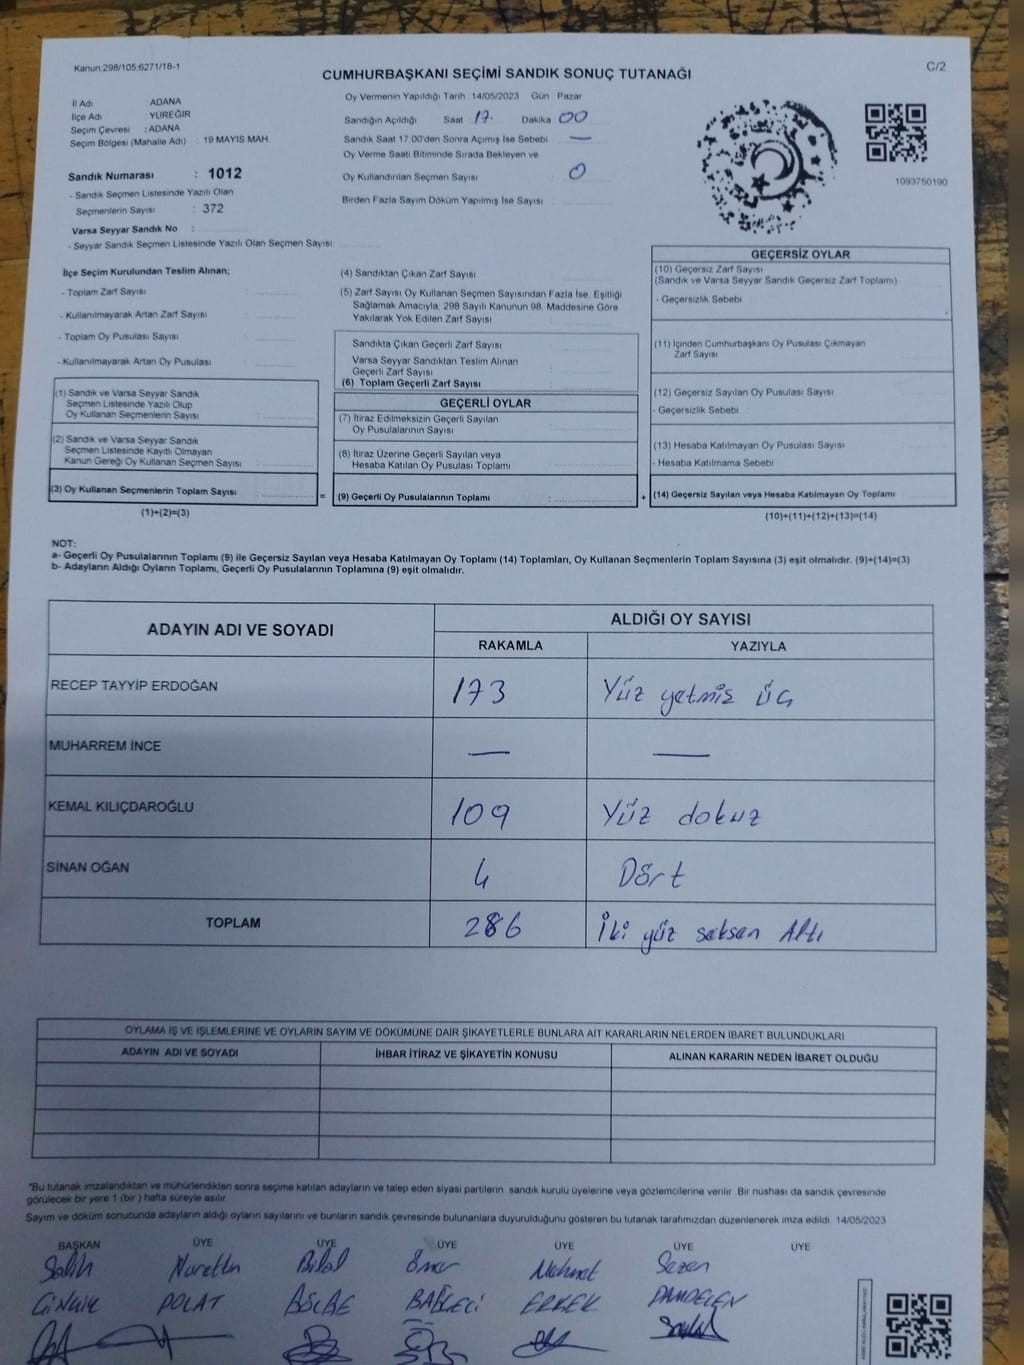 Kanun:298/105;6271/18-1
C/2
CUMHURBAŞKANI SEÇİMİ SANDIK SONUÇ TUTANAĞI
İl Adı : ADANA
İlçe Adı YÜREĞİR
Seçim Çevresi : ADANA
Seçim Bölgesi (Mahalle Adı) : 19 MAYIS MAH.
Sandık Numarası : 1012
- Sandık Seçmen Listesinde Yazılı Olan
Seçmenlerin Sayısı : 372
Varsa Seyyar Sandık No :
- Seyyar Sandık Seçmen Listesinde Yazılı Olan Seçmen Sayısı
Oy Vermenin Yapıldığı Tarih 14/05/2023 Gün : Pazar
Sandığın Açıldığı Saat 17. Dakika 00
Sandık Saat 17:00'den Sonra Açımış İse Sebebi : —
Oy Verme Saati Bitiminde Sırada Bekleyen ve
Oy Kullandırılan Seçmen Sayısı : 0
Birden Fazla Sayım Döküm Yapılmış İse Sayısı
1093750190
İlçe Seçim Kurulundan Teslim Alınan;
- Toplam Zarf Sayısı :
- Kullanılmayarak Artan Zarf Sayısı :
- Toplam Oy Pusulası Sayısı :
- Kullanılmayarak Artan Oy Pusulası :
(1) Sandık ve Varsa Seyyar Sandık
Seçmen Listesinde Yazılı Olup
Oy Kullanan Seçmenlerin Sayısı :
(2) Sandık ve Varsa Seyyar Sandık
Seçmen Listesinde Kayıtlı Olmayan
Kanun Gereği Oy Kullanan Seçmen Sayısı :
(3) Oy Kullanan Seçmenlerin Toplam Sayısı :
(1)+(2)=(3)
=
(4) Sandıktan Çıkan Zarf Sayısı
(5) Zarf Sayısı Oy Kullanan Seçmen Sayısından Fazla İse, Eşitliği
Sağlamak Amacıyla, 298 Sayılı Kanunun 98. Maddesine Göre
Yakılarak Yok Edilen Zarf Sayısı
Sandıkta Çıkan Geçerli Zarf Sayısı
Varsa Seyyar Sandıktan Teslim Alınan
Geçerli Zarf Sayısı
(6) Toplam Geçerli Zarf Sayısı
GEÇERLİ OYLAR
(7) İtiraz Edilmeksizin Geçerli Sayılan
Oy Pusulalarının Sayısı
(8) İtiraz Üzerine Geçerli Sayılan veya
Hesaba Katılan Oy Pusulası Toplamı
(9) Geçerli Oy Pusulalarının Toplamı :
+
GEÇERSİZ OYLAR
(10) Geçersiz Zarf Sayısı
(Sandık ve Varsa Seyyar Sandık Geçersiz Zarf Toplamı)
- Geçersizlik Sebebi
(11) İçinden Cumhurbaşkanı Oy Pusulası Çıkmayan
Zarf Sayısı
(12) Geçersiz Sayılan Oy Pusulası Sayısı
- Geçersizlik Sebebi :
(13) Hesaba Katılmayan Oy Pusulası Sayısı
- Hesaba Katılmama Sebebi
(14) Geçersiz Sayılan veya Hesaba Katılmayan Oy Toplamı
(10)+(11)+(12)+(13)=(14)
NOT:
a- Geçerli Oy Pusulalarının Toplamı (9) ile Geçersiz Sayılan veya Hesaba Katılmayan Oy Toplamı (14) Toplamları, Oy Kullanan Seçmenlerin Toplam Sayısına (3) eşit olmalıdır. (9)+(14)=(3)
b- Adayların Aldığı Oyların Toplamı, Geçerli Oy Pusulalarının Toplamına (9) eşit olmalıdır.
ADAYIN ADI VE SOYADI
ALDIĞI OY SAYISI
RAKAMLA YAZIYLA
RECEP TAYYİP ERDOĞAN 173 Yüz yetmiş üç
MUHARREM İNCE — —
KEMAL KILIÇDAROĞLU 109 Yüz dokuz
SİNAN OĞAN 4 Dört
TOPLAM 286 İki yüz seksen Altı
OYLAMA İŞ VE İŞLEMLERİNE VE OYLARIN SAYIM VE DÖKÜMÜNE DAİR ŞİKAYETLERLE BUNLARA AİT KARARLARIN NELERDEN İBARET BULUNDUKLARI
ADAYIN ADI VE SOYADI İHBAR İTİRAZ VE ŞİKAYETİN KONUSU ALINAN KARARIN NEDEN İBARET OLDUĞU
*Bu tutanak imzalandıktan ve mühürlendikten sonra seçime katılan adayların ve talep eden siyasi partilerin sandık kurulu üyelerine veya gözlemcilerine verilir. Bir nüshası da sandık çevresinde
görülecek bir yere 1 (bir ) hafta süreyle asılır.
Sayım ve döküm sonucunda adayların aldığı oyların sayılarını ve bunların sandık çevresinde bulunanlara duyurulduğunu gösteren bu tutanak tarafımızdan düzenlenerek imza edildi. 14/05/2023
BAŞKAN ÜYE ÜYE ÜYE ÜYE ÜYE ÜYE
Salih Nurettin Bilal Ömer Mehmet Sezen
POLAT BAĞECİ ERKEK